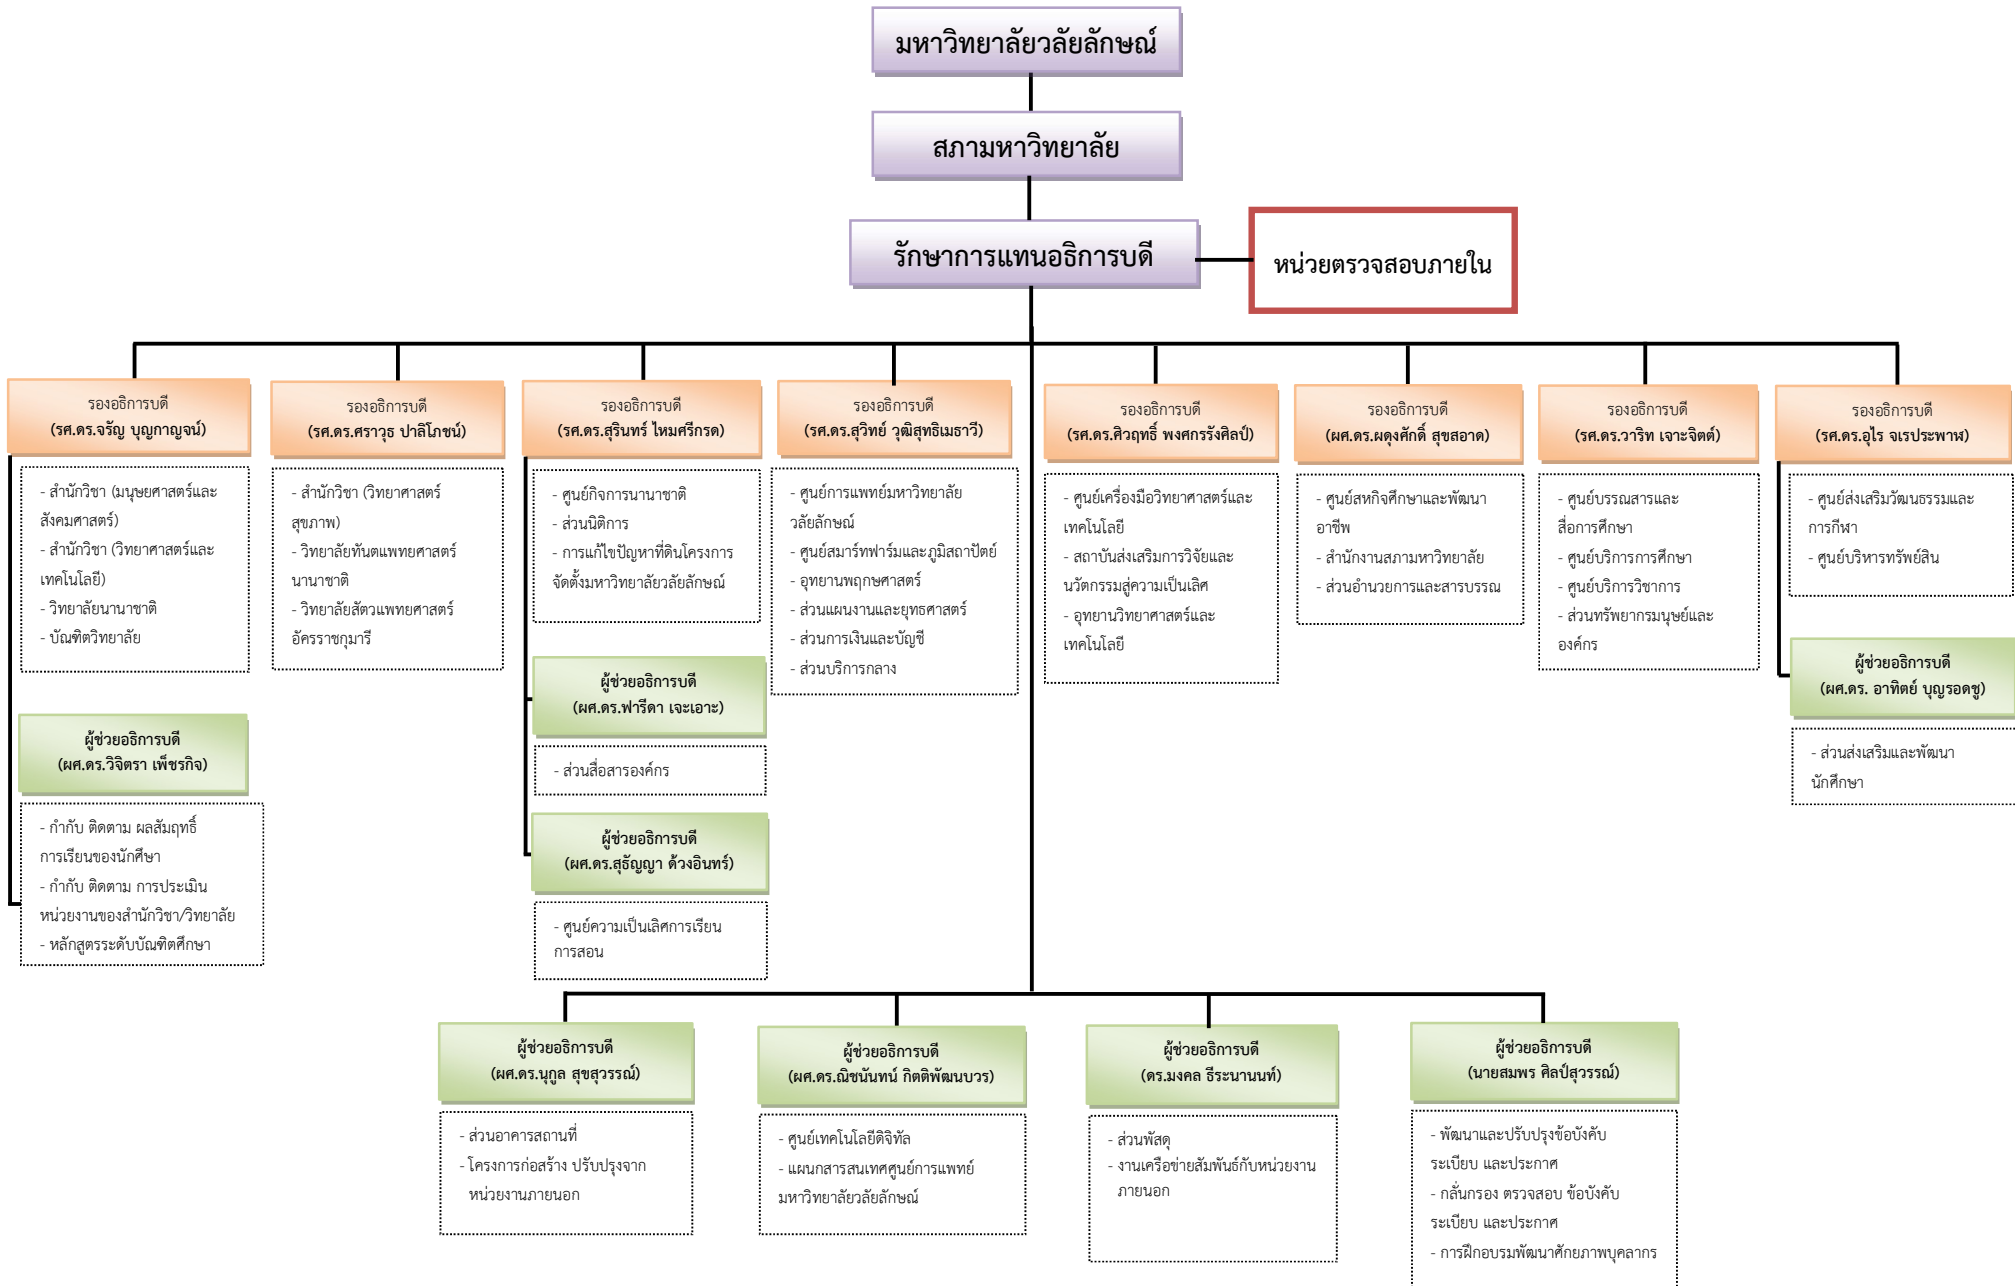 มหาวิทยาลัยวลัยลักษณ์
สภามหาวิทยาลัย
รักษาการแทนอธิการบดี
หน่วยตรวจสอบภายใน
รองอธิการบดี
(รศ.ดร.จรัญ บุญกาญจน์)
- สำนักวิชา (มนุษยศาสตร์และ
สังคมศาสตร์)
- สำนักวิชา (วิทยาศาสตร์และ
เทคโนโลยี)
- วิทยาลัยนานาชาติ
- บัณฑิตวิทยาลัย
ผู้ช่วยอธิการบดี
(ผศ.ดร.วิจิตรา เพ็ชรกิจ)
- กำกับ ติดตาม ผลสัมฤทธิ์
การเรียนของนักศึษา
- กำกับ ติดตาม การประเมิน
หน่วยงานของสำนักวิชา/วิทยาลัย
- หลักสูตรระดับบัณฑิตศึกษา
รองอธิการบดี
(รศ.ดร.ศราวุธ ปาลิโภชน์)
- สำนักวิชา (วิทยาศาสตร์
สุขภาพ)
- วิทยาลัยทันตแพทยศาสตร์
นานาชาติ
- วิทยาลัยสัตวแพทยศาสตร์
อัครราชกุมารี
รองอธิการบดี
(รศ.ดร.สุรินทร์ ไหมศรีกรด)
- ศูนย์กิจการนานาชาติ
- ส่วนนิติการ
- การแก้ไขปัญหาที่ดินโครงการ
จัดตั้งมหาวิทยาลัยวลัยลักษณ์
ผู้ช่วยอธิการบดี
(ผศ.ดร.ฟารีดา เจะเอาะ)
- ส่วนสื่อสารองค์กร
ผู้ช่วยอธิการบดี
(ผศ.ดร.สุธัญญา ด้วงอินทร์)
- ศูนย์ความเป็นเลิศการเรียน
การสอน
รองอธิการบดี
(รศ.ดร.สุวิทย์ วุฒิสุทธิเมธาวี)
- ศูนย์การแพทย์มหาวิทยาลัย
วลัยลักษณ์
- ศูนย์สมาร์ทฟาร์มและภูมิสถาปัตย์
- อุทยานพฤกษศาสตร์
- ส่วนแผนงานและยุทธศาสตร์
- ส่วนการเงินและบัญชี
- ส่วนบริการกลาง
รองอธิการบดี
(รศ.ดร.ศิวฤทธิ์ พงศกรรังศิลป์)
- ศูนย์เครื่องมือวิทยาศาสตร์และ
เทคโนโลยี
- สถาบันส่งเสริมการวิจัยและ
นวัตกรรมสู่ความเป็นเลิศ
- อุทยานวิทยาศาสตร์และ
เทคโนโลยี
รองอธิการบดี
(ผศ.ดร.ผดุงศักดิ์ สุขสอาด)
- ศูนย์สหกิจศึกษาและพัฒนา
อาชีพ
- สำนักงานสภามหาวิทยาลัย
- ส่วนอำนวยการและสารบรรณ
รองอธิการบดี
(รศ.ดร.วาริท เจาะจิตต์)
- ศูนย์บรรณสารและ
สื่อการศึกษา
- ศูนย์บริการการศึกษา
- ศูนย์บริการวิชาการ
- ส่วนทรัพยากรมนุษย์และ
องค์กร
รองอธิการบดี
(รศ.ดร.อุไร จเรประพาฬ)
- ศูนย์ส่งเสริมวัฒนธรรมและ
การกีฬา
- ศูนย์บริหารทรัพย์สิน
ผู้ช่วยอธิการบดี
(ผศ.ดร. อาทิตย์ บุญรอดชู)
- ส่วนส่งเสริมและพัฒนา
นักศึกษา
ผู้ช่วยอธิการบดี
(ผศ.ดร.นุกูล สุขสุวรรณ์)
- ส่วนอาคารสถานที่
- โครงการก่อสร้าง ปรับปรุงจาก
หน่วยงานภายนอก
ผู้ช่วยอธิการบดี
(ผศ.ดร.ณิชนันทน์ กิตติพัฒนบวร)
- ศูนย์เทคโนโลยีดิจิทัล
- แผนกสารสนเทศศูนย์การแพทย์
มหาวิทยาลัยวลัยลักษณ์
ผู้ช่วยอธิการบดี
(ดร.มงคล ธีระนานนท์)
- ส่วนพัสดุ
- งานเครือข่ายสัมพันธ์กับหน่วยงาน
ภายนอก
ผู้ช่วยอธิการบดี
(นายสมพร ศิลป์สุวรรณ์)
- พัฒนาและปรับปรุงข้อบังคับ
ระเบียบ และประกาศ
- กลั่นกรอง ตรวจสอบ ข้อบังคับ
ระเบียบ และประกาศ
- การฝึกอบรมพัฒนาศักยภาพบุคลากร